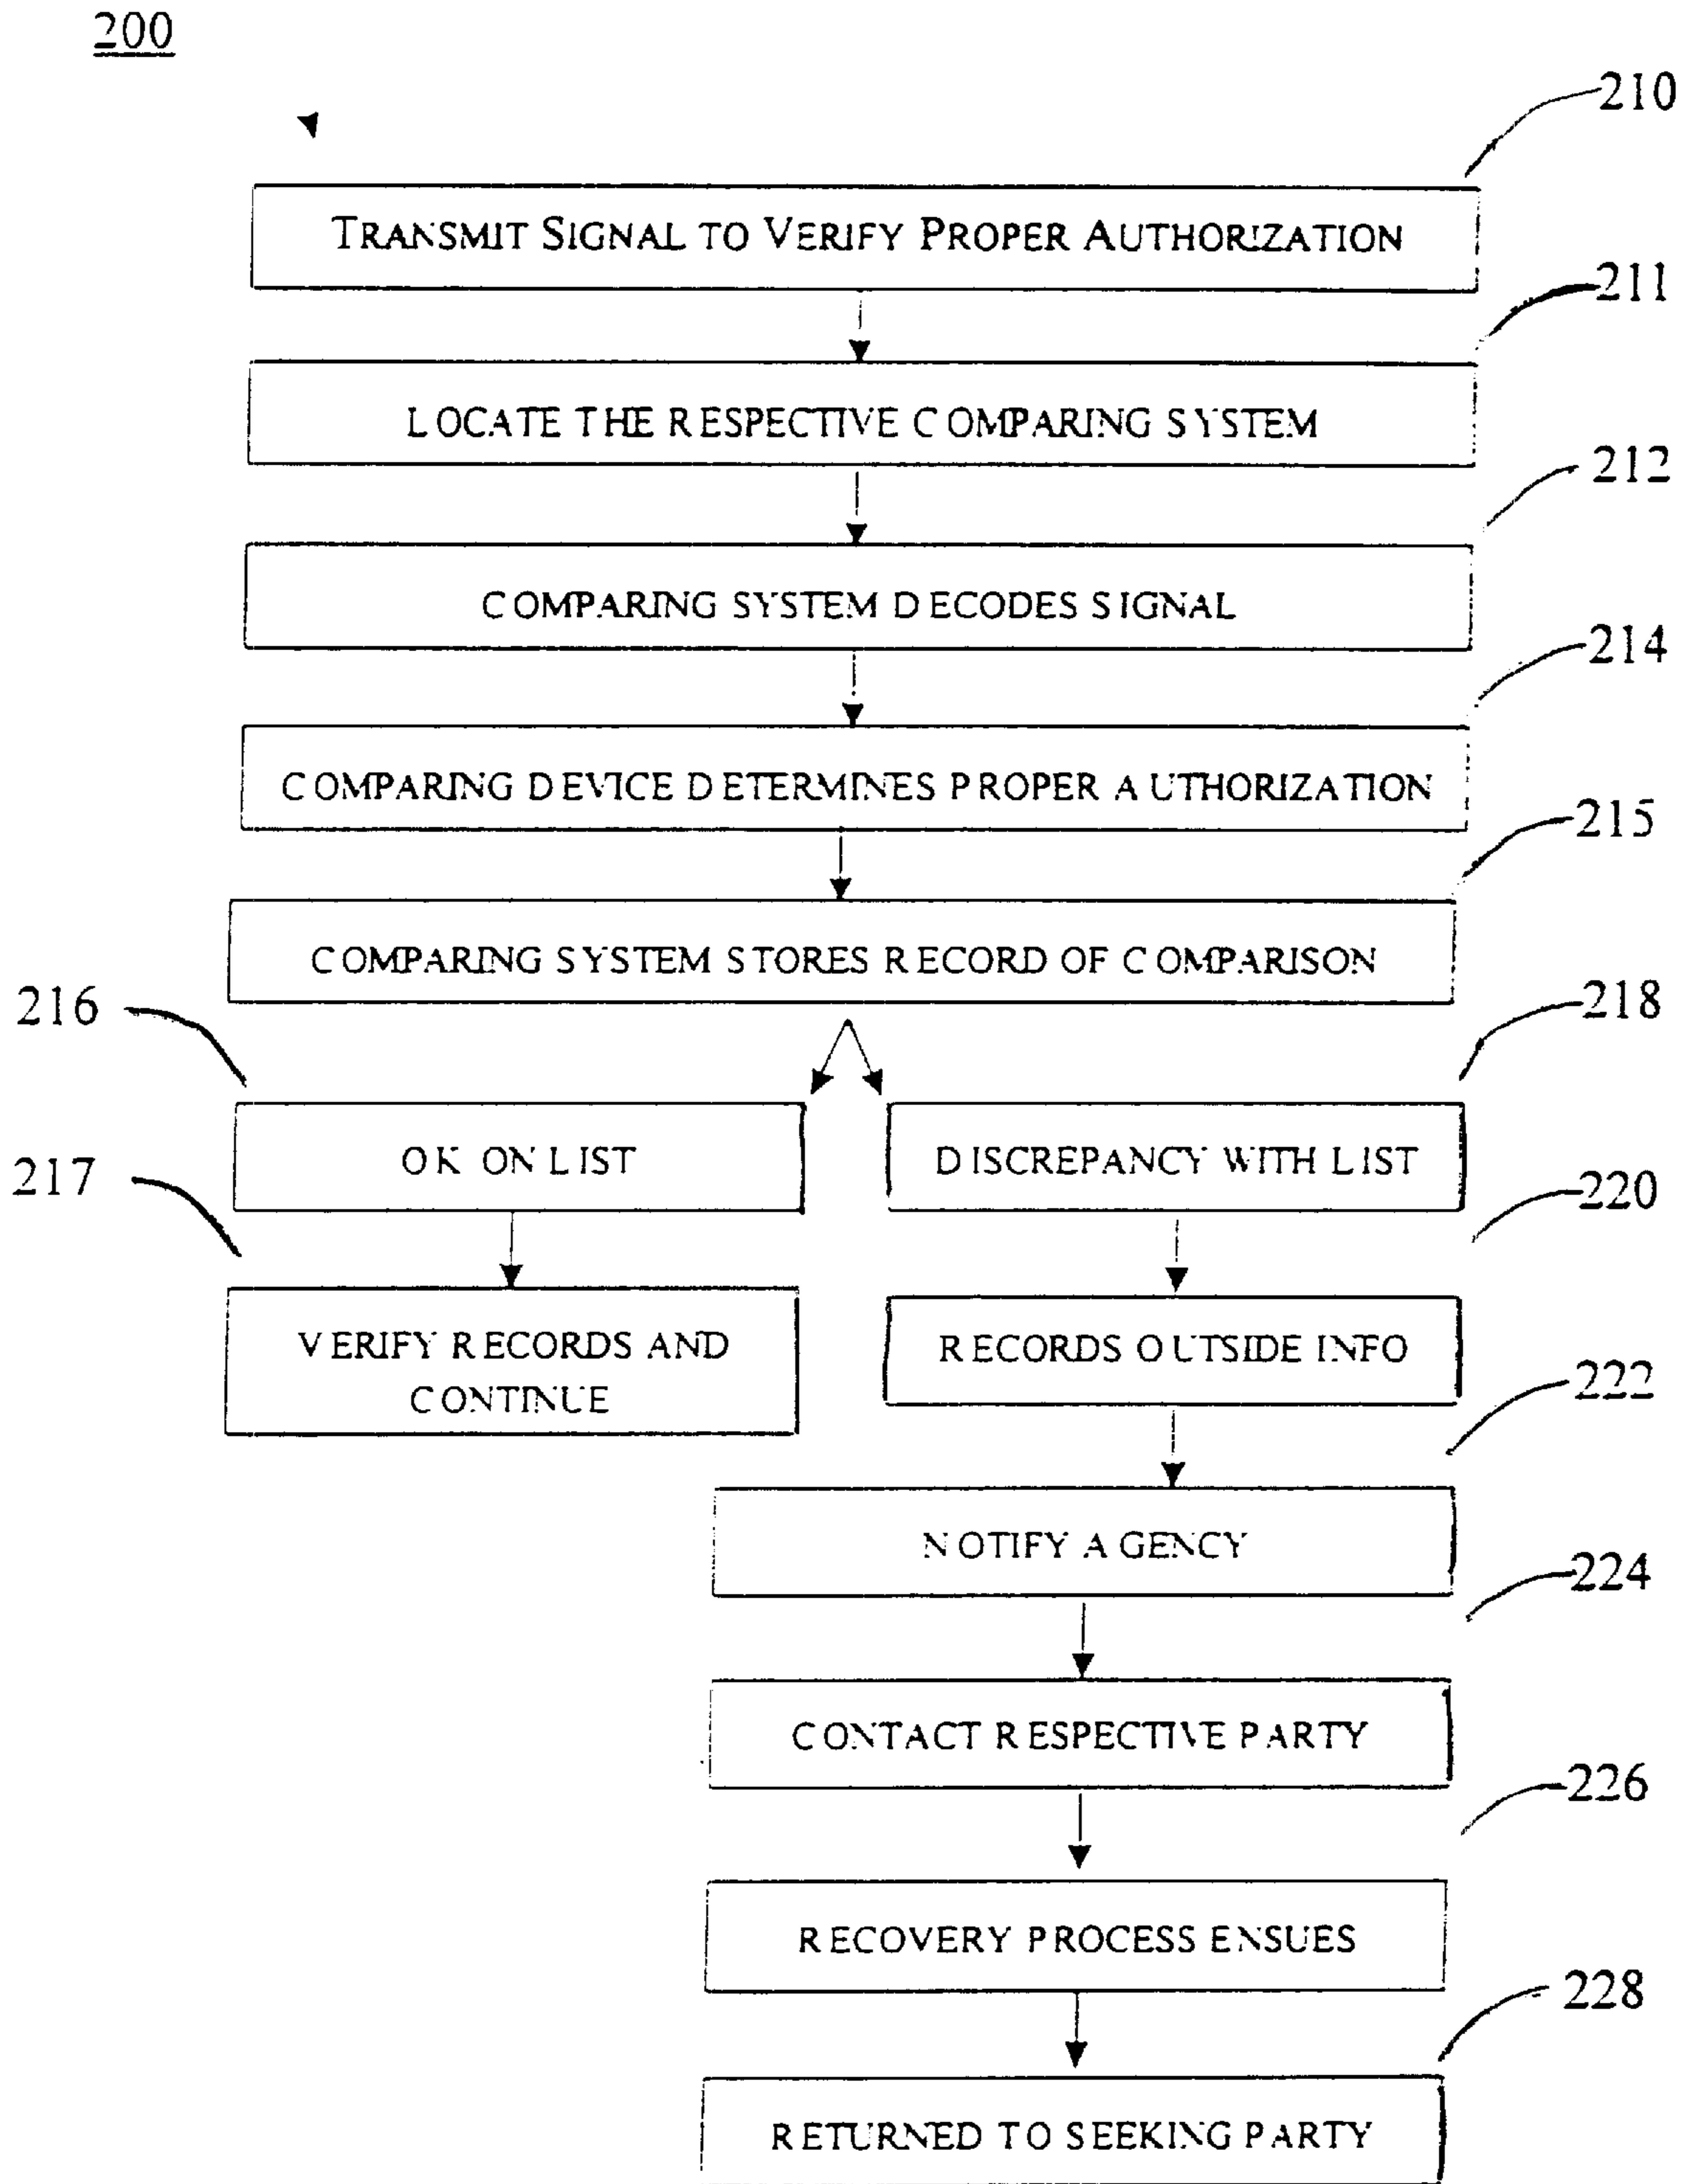 200
210
TRANSMIT SIGNAL TO VERIFY PROPER AUTHORIZATION
211
LOCATE THE RESPECTIVE COMPARING SYSTEM
212
COMPARING SYSTEM DECODES SIGNAL
214
COMPARING DEVICE DETERMINES PROPER AUTHORIZATION
215
COMPARING SYSTEM STORES RECORD OF COMPARISON
216
218
OK ON LIST
DISCREPANCY WITH LIST
217
220
VERIFY RECORDS AND
CONTINUE
RECORDS OUTSIDE INFO
222
NOTIFY AGENCY
224
CONTACT RESPECTIVE PARTY
226
RECOVERY PROCESS ENSUES
228
RETURNED TO SEEKING PARTY